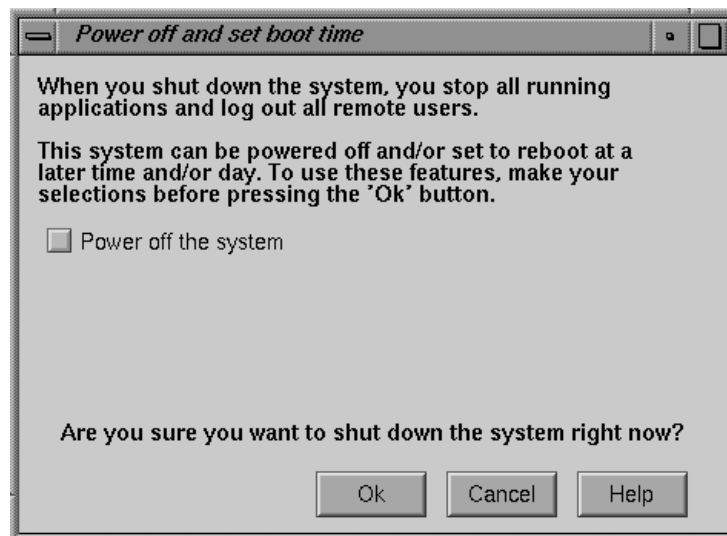 Power off and set boot time
When you shut down the system, you stop all running
applications and log out all remote users.
This system can be powered off and/or set to reboot at a
later time and/or day. To use these features, make your
selections before pressing the 'Ok' button.
Power off the system
Are you sure you want to shut down the system right now?
Ok Cancel Help